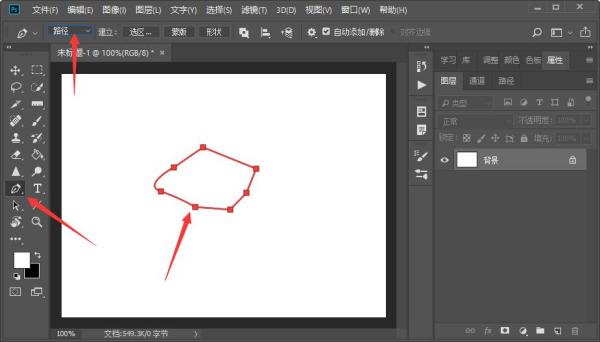 Ps 文件(F) 编辑(E) 图像(I) 图层(L) 文字(Y) 选择(S) 滤镜(T) 3D(D) 视图(V) 窗口(W) 帮助(H)
路径 建立: 选区... 蒙版 形状 自动添加/删除 对齐边缘
未标题-1 @ 100%(RGB/8) * ×
学习 库 调整 颜色 色板 属性
图层 通道 路径
类型
正常 不透明度: 100%
锁定: 填充: 100%
背景
T
fx
100% 文档:549.3K/0 字节